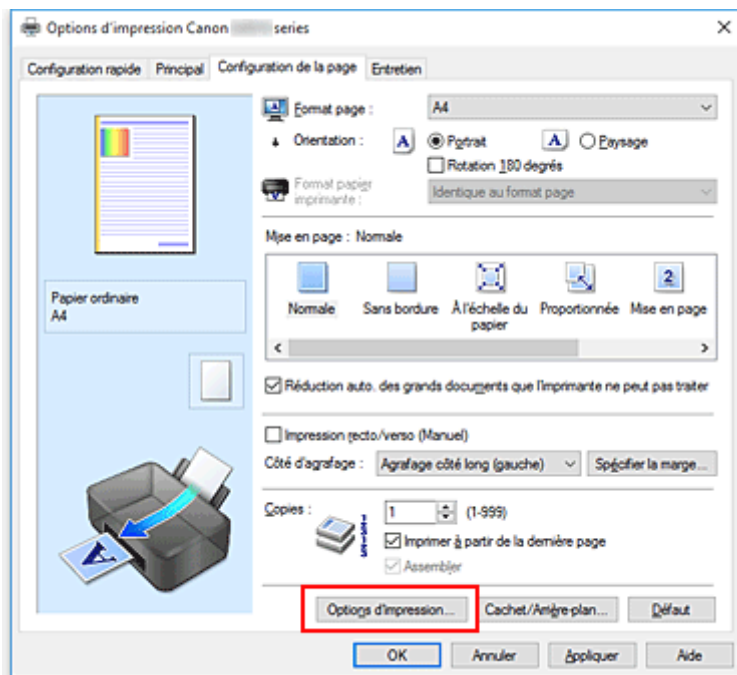 Options d'impression Canon series
Configuration rapide Principal Configuration de la page Entretien
Format page : A4
Orientation : A Portrait A Paysage
Rotation 180 degrés
Format papier imprimante : Identique au format page
Mise en page : Normale
Normale Sans bordure À l'échelle du papier Proportionnée Mise en page
Papier ordinaire
A4
Réduction auto. des grands documents que l'imprimante ne peut pas traiter
Impression recto/verso (Manuel)
Côté d'agrafage : Agrafage côté long (gauche) Spécifier la marge...
Copies : 1 (1-999)
Imprimer à partir de la dernière page
Assembler
Options d'impression... Cachet/Arrière-plan... Défaut
OK Annuler Appliquer Aide